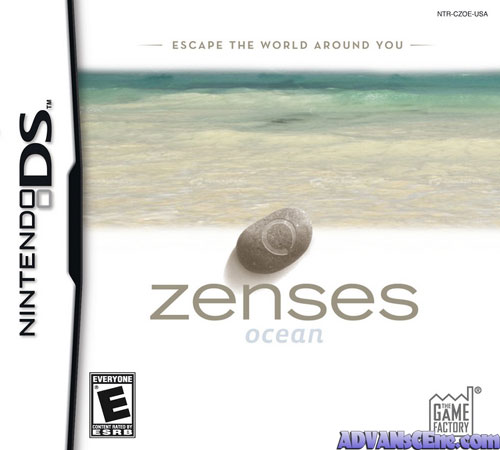 NTR-CZOE-USA
ESCAPE THE WORLD AROUND YOU
NINTENDO DS™
zenses
ocean
EVERYONE
E
®
CONTENT RATED BY
ESRB
THE
GAME
FACTORY
®
ADVANsCEne.com